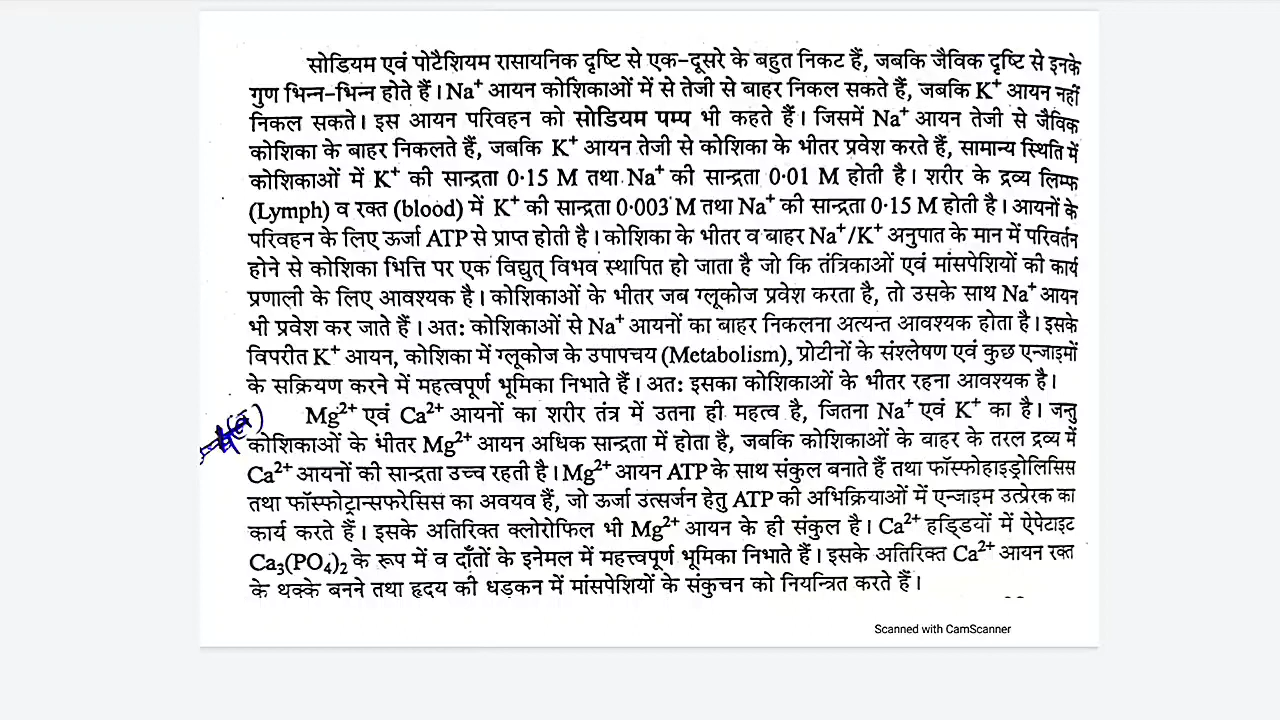 सोडियम एवं पोटैशियम रासायनिक दृष्टि से एक-दूसरे के बहुत निकट हैं, जबकि जैविक दृष्टि से इनके
गुण भिन्न-भिन्न होते हैं। Na⁺ आयन कोशिकाओं में से तेजी से बाहर निकल सकते हैं, जबकि K⁺ आयन नहीं
निकल सकते। इस आयन परिवहन को सोडियम पम्प भी कहते हैं। जिसमें Na⁺ आयन तेजी से जैविक
कोशिका के बाहर निकलते हैं, जबकि K⁺ आयन तेजी से कोशिका के भीतर प्रवेश करते हैं, सामान्य स्थिति में
कोशिकाओं में K⁺ की सान्द्रता 0·15 M तथा Na⁺ की सान्द्रता 0·01 M होती है। शरीर के द्रव्य लिम्फ
(Lymph) व रक्त (blood) में K⁺ की सान्द्रता 0·003 M तथा Na⁺ की सान्द्रता 0·15 M होती है। आयनों के
परिवहन के लिए ऊर्जा ATP से प्राप्त होती है। कोशिका के भीतर व बाहर Na⁺/K⁺ अनुपात के मान में परिवर्तन
होने से कोशिका भित्ति पर एक विद्युत् विभव स्थापित हो जाता है जो कि तंत्रिकाओं एवं मांसपेशियों की कार्य
प्रणाली के लिए आवश्यक है। कोशिकाओं के भीतर जब ग्लूकोज प्रवेश करता है, तो उसके साथ Na⁺ आयन
भी प्रवेश कर जाते हैं। अत: कोशिकाओं से Na⁺ आयनों का बाहर निकलना अत्यन्त आवश्यक होता है। इसके
विपरीत K⁺ आयन, कोशिका में ग्लूकोज के उपापचय (Metabolism), प्रोटीनों के संश्लेषण एवं कुछ एन्जाइमों
के सक्रियण करने में महत्वपूर्ण भूमिका निभाते हैं। अत: इसका कोशिकाओं के भीतर रहना आवश्यक है।
Mg²⁺ एवं Ca²⁺ आयनों का शरीर तंत्र में उतना ही महत्व है, जितना Na⁺ एवं K⁺ का है। जन्तु
कोशिकाओं के भीतर Mg²⁺ आयन अधिक सान्द्रता में होता है, जबकि कोशिकाओं के बाहर के तरल द्रव्य में
Ca²⁺ आयनों की सान्द्रता उच्च रहती है। Mg²⁺ आयन ATP के साथ संकुल बनाते हैं तथा फॉस्फोहाइड्रोलिसिस
तथा फॉस्फोट्रान्सफरेसिस का अवयव हैं, जो ऊर्जा उत्सर्जन हेतु ATP की अभिक्रियाओं में एन्जाइम उत्प्रेरक का
कार्य करते हैं। इसके अतिरिक्त क्लोरोफिल भी Mg²⁺ आयन के ही संकुल है। Ca²⁺ हड्डियों में ऐपेटाइट
Ca₃(PO₄)₂ के रूप में व दाँतों के इनेमल में महत्त्वपूर्ण भूमिका निभाते हैं। इसके अतिरिक्त Ca²⁺ आयन रक्त
के थक्के बनने तथा हृदय की धड़कन में मांसपेशियों के संकुचन को नियन्त्रित करते हैं।
Scanned with CamScanner